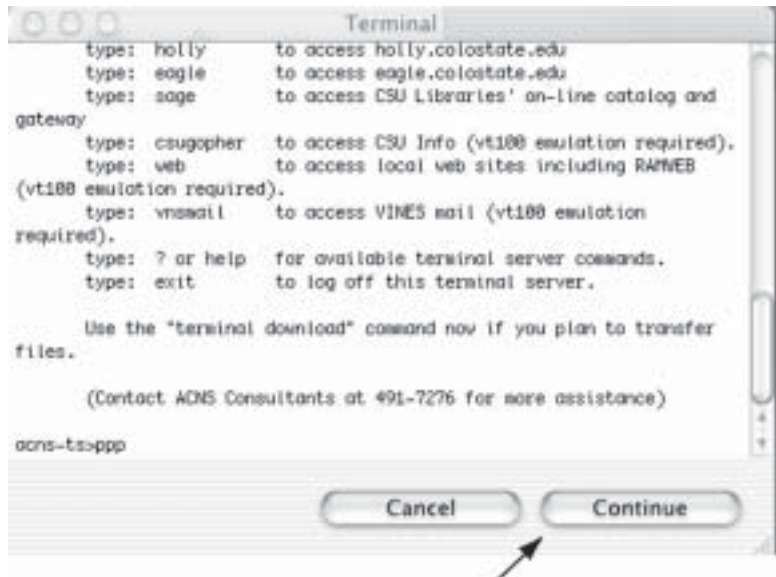 Terminal
type: holly to access holly.colostate.edu
type: eagle to access eagle.colostate.edu
type: sage to access CSU Libraries' on-line catalog and
gateway
type: csugopher to access CSU Info (vt100 emulation required).
type: web to access local web sites including RAMWEB
(vt100 emulation required).
type: vnsmail to access VINES mail (vt100 emulation
required).
type: ? or help for available terminal server commands.
type: exit to log off this terminal server.
Use the "terminal download" command now if you plan to transfer
files.
(Contact ACNS Consultants at 491-7276 for more assistance)
acns-ts>ppp
Cancel Continue